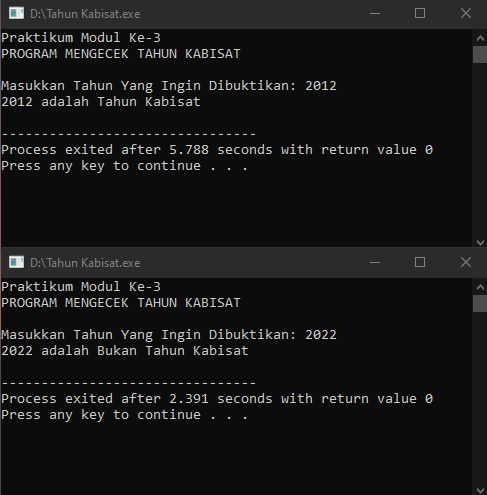 D:\Tahun Kabisat.exe
Praktikum Modul Ke-3
PROGRAM MENGECEK TAHUN KABISAT
Masukkan Tahun Yang Ingin Dibuktikan: 2012
2012 adalah Tahun Kabisat
--------------------------------
Process exited after 5.788 seconds with return value 0
Press any key to continue . . .
D:\Tahun Kabisat.exe
Praktikum Modul Ke-3
PROGRAM MENGECEK TAHUN KABISAT
Masukkan Tahun Yang Ingin Dibuktikan: 2022
2022 adalah Bukan Tahun Kabisat
--------------------------------
Process exited after 2.391 seconds with return value 0
Press any key to continue . . .